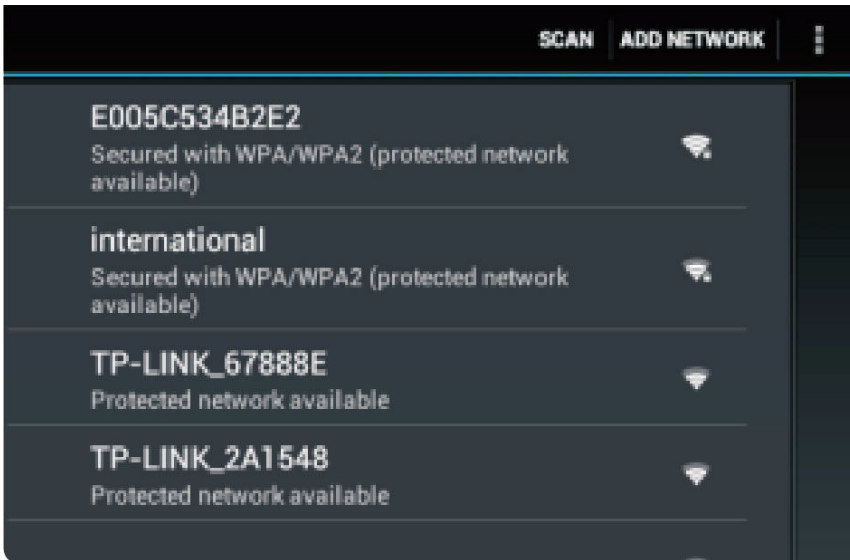 SCAN ADD NETWORK
E005C534B2E2
Secured with WPA/WPA2 (protected network
available)
international
Secured with WPA/WPA2 (protected network
available)
TP-LINK_67888E
Protected network available
TP-LINK_2A1548
Protected network available